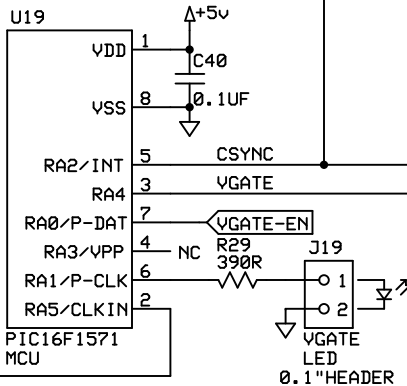 U19
+5v
VDD 1
C40
VSS 8
0.1UF
RA2/INT 5 CSYNC
RA4 3 VGATE
RA0/P-DAT 7 VGATE-EN
RA3/VPP 4 NC
R29
390R
J19
RA1/P-CLK 6 1
RA5/CLKIN 2 2
PIC16F1571
MCU
VGATE
LED
0.1"HEADER